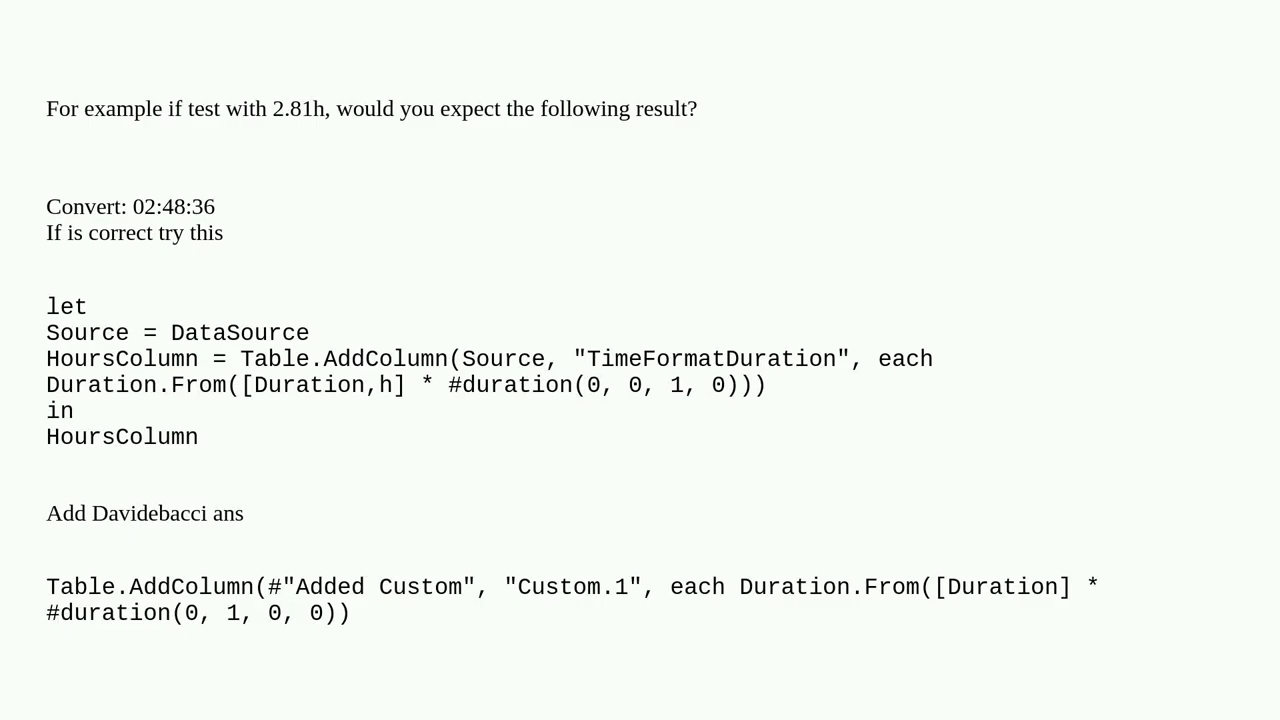 For example if test with 2.81h, would you expect the following result?
Convert: 02:48:36
If is correct try this
let
Source = DataSource
HoursColumn = Table.AddColumn(Source, "TimeFormatDuration", each
Duration.From([Duration,h] * #duration(0, 0, 1, 0)))
in
HoursColumn
Add Davidebacci ans
Table.AddColumn(#"Added Custom", "Custom.1", each Duration.From([Duration] *
#duration(0, 1, 0, 0))